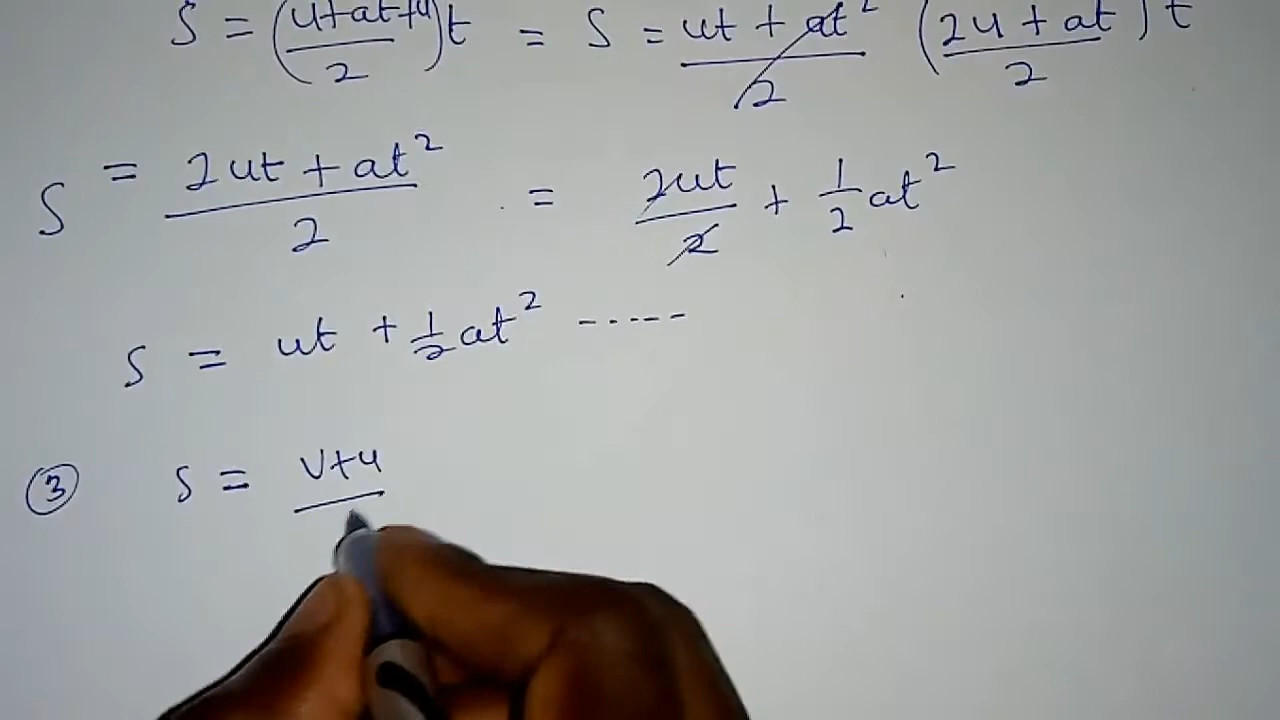 S = (u+at+u/2)t = S = ut + at²/2 (2u + at/2)t
S = 2ut + at²/2 = 2ut/2 + 1/2 at²
S = ut + 1/2 at² -----
③ S = v+u